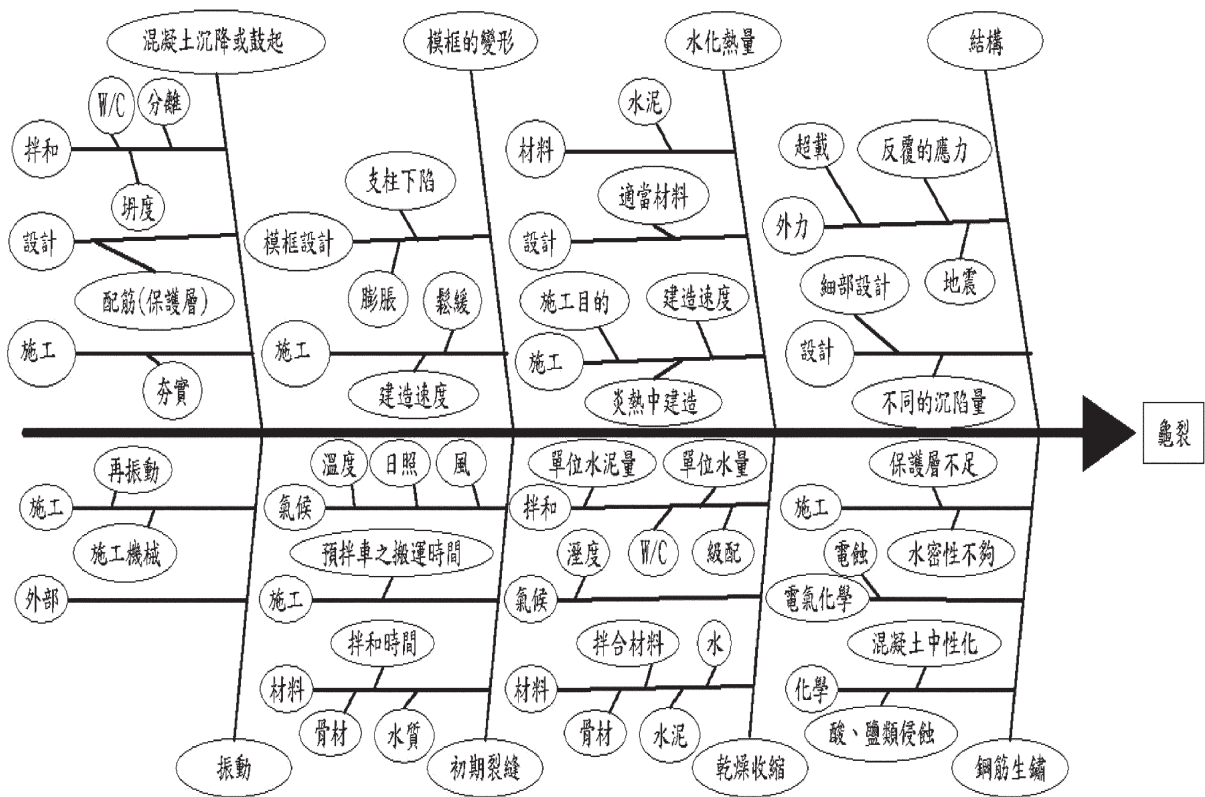 混凝土沉降或鼓起
模框的變形
水化熱量
結構
W/C
分離
拌和
坍度
設計
配筋(保護層)
施工
夯實
支柱下陷
模框設計
膨脹
鬆緩
施工
建造速度
水泥
材料
適當材料
設計
施工目的
建造速度
施工
炎熱中建造
超載
反覆的應力
外力
地震
細部設計
設計
不同的沉陷量
龜裂
再振動
施工
施工機械
外部
振動
溫度
日照
風
氣候
預拌車之搬運時間
施工
拌和時間
材料
骨材
水質
初期裂縫
單位水泥量
單位水量
拌和
W/C
級配
溼度
氣候
拌合材料
水
材料
骨材
水泥
乾燥收縮
保護層不足
施工
水密性不夠
電蝕
電氣化學
混凝土中性化
化學
酸、鹽類侵蝕
鋼筋生鏽